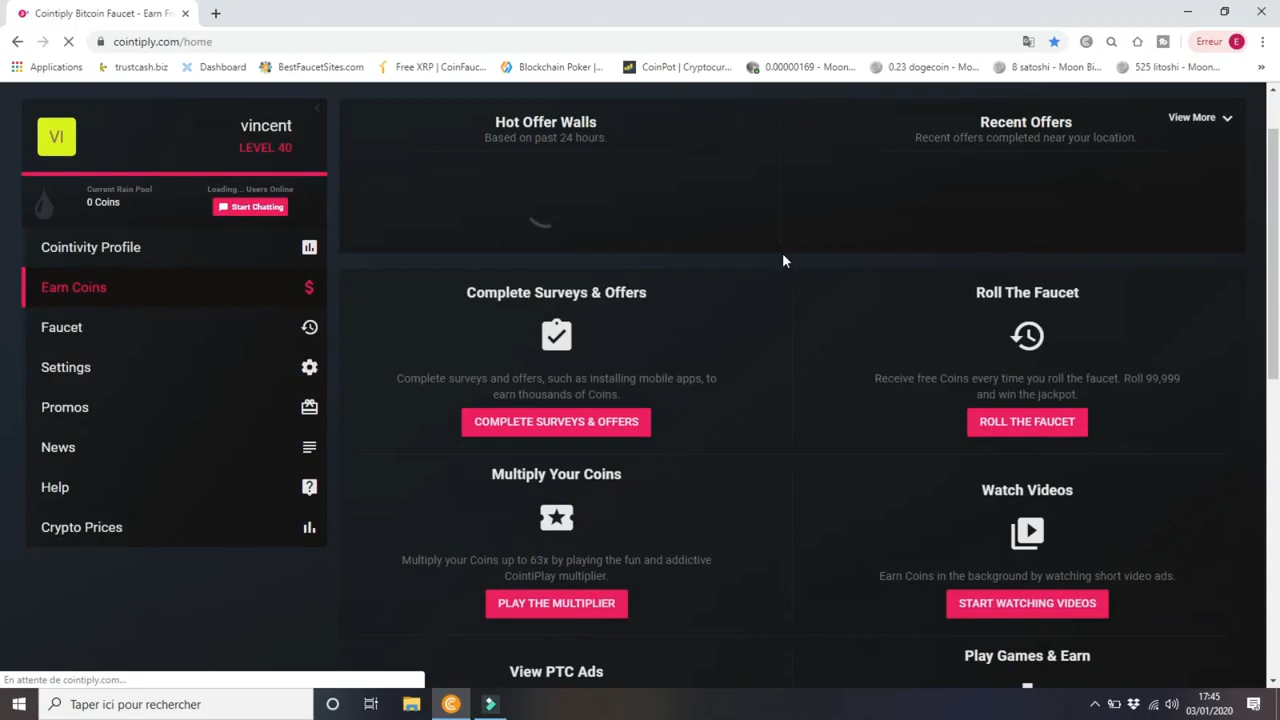 Cointiply Bitcoin Faucet - Earn Fr
cointiply.com/home
Erreur E
Applications
trustcash.biz
Dashboard
BestFaucetSites.com
Free XRP | CoinFauc...
Blockchain Poker |...
CoinPot | Cryptocur...
0.00000169 - Moon...
0.23 dogecoin - Mo...
8 satoshi - Moon Bi...
525 litoshi - Moon...
VI
vincent
LEVEL 40
Current Rain Pool
0 Coins
Loading... Users Online
Start Chatting
Cointivity Profile
Earn Coins
Faucet
Settings
Promos
News
Help
Crypto Prices
Hot Offer Walls
Based on past 24 hours.
Recent Offers
Recent offers completed near your location.
View More
Complete Surveys & Offers
Complete surveys and offers, such as installing mobile apps, to
earn thousands of Coins.
COMPLETE SURVEYS & OFFERS
Roll The Faucet
Receive free Coins every time you roll the faucet. Roll 99,999
and win the jackpot.
ROLL THE FAUCET
Multiply Your Coins
Multiply your Coins up to 63x by playing the fun and addictive
CointiPlay multiplier.
PLAY THE MULTIPLIER
Watch Videos
Earn Coins in the background by watching short video ads.
START WATCHING VIDEOS
View PTC Ads
Play Games & Earn
En attente de cointiply.com...
Taper ici pour rechercher
17:45
03/01/2020